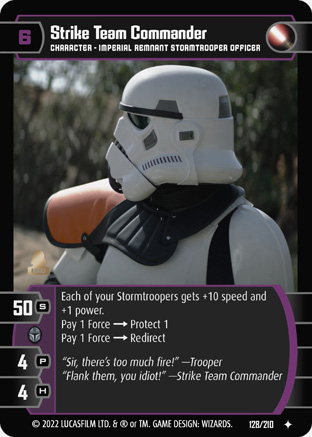 6
Strike Team Commander
CHARACTER - IMPERIAL REMNANT STORMTROOPER OFFICER
50 S
Each of your Stormtroopers gets +10 speed and
+1 power.
Pay 1 Force → Protect 1
Pay 1 Force → Redirect
4 P
"Sir, there's too much fire!" —Trooper
"Flank them, you idiot!" —Strike Team Commander
4 H
© 2022 LUCASFILM LTD. & ® or TM. GAME DESIGN: WIZARDS.
128/210